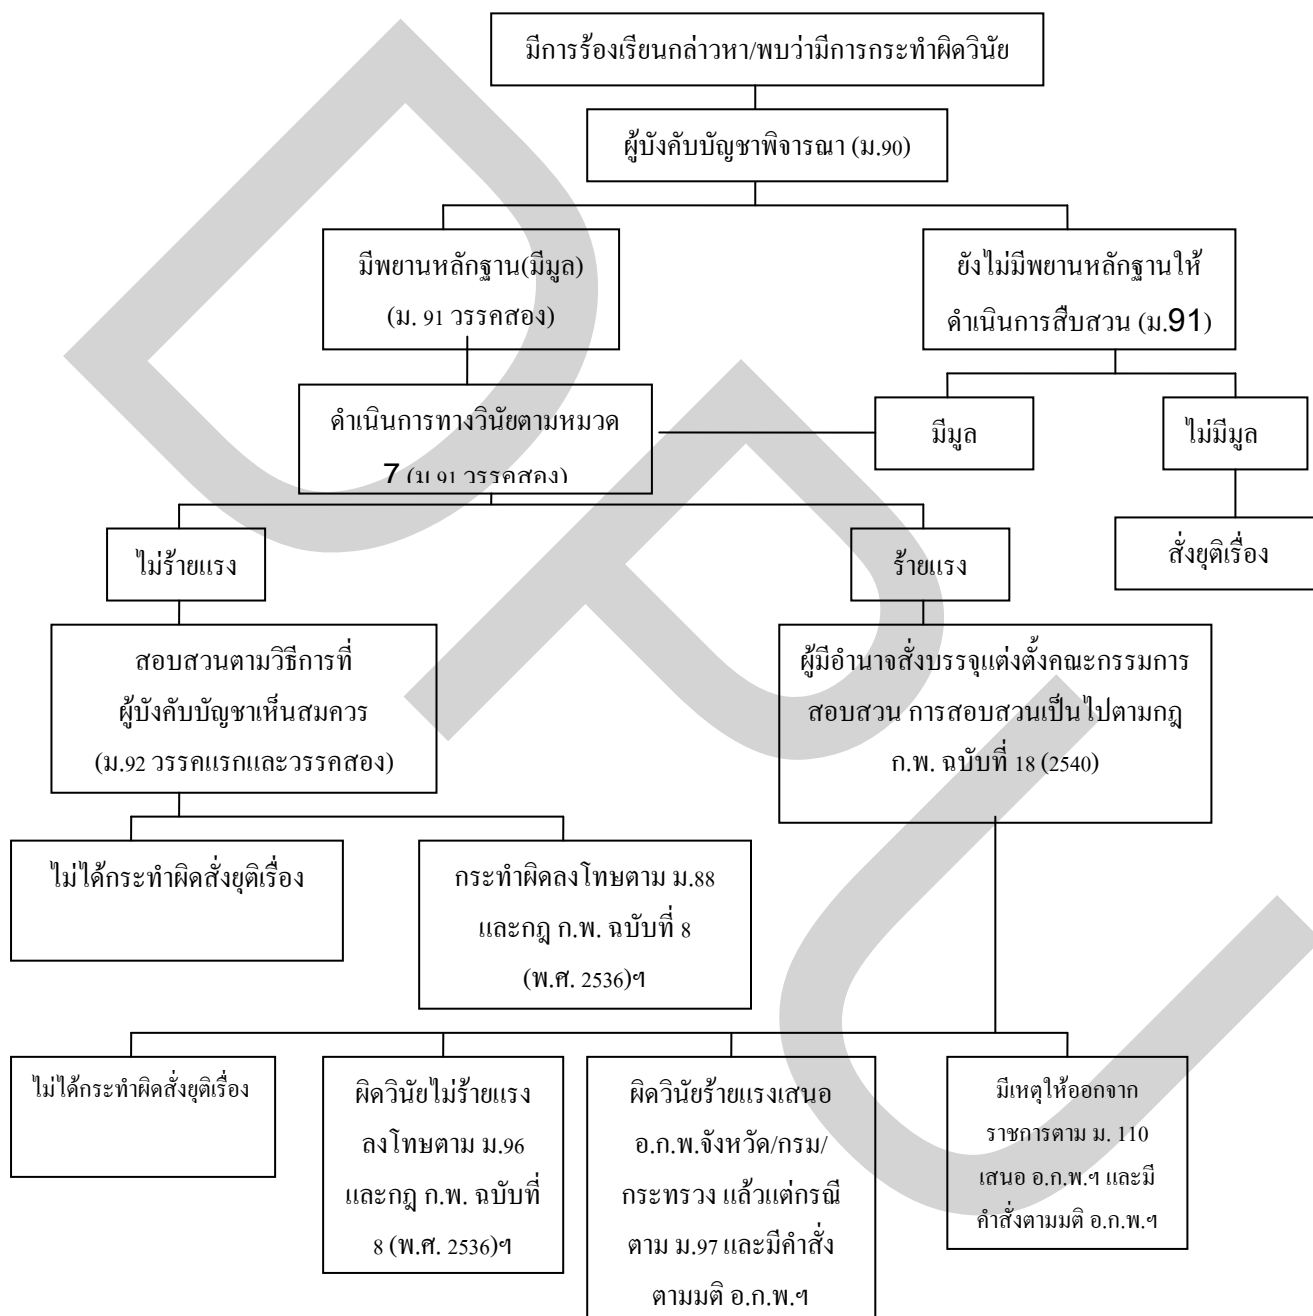 มีการร้องเรียนกล่าวหา/พบว่ามีการกระทำผิดวินัย
ผู้บังคับบัญชาพิจารณา (ม.90)
มีพยานหลักฐาน(มีมูล)
(ม. 91 วรรคสอง)
ยังไม่มีพยานหลักฐานให้
ดำเนินการสืบสวน (ม.91)
ดำเนินการทางวินัยตามหมวด
7 (ม 91 วรรคสอง)
มีมูล
ไม่มีมูล
ไม่ร้ายแรง
ร้ายแรง
สั่งยุติเรื่อง
สอบสวนตามวิธีการที่
ผู้บังคับบัญชาเห็นสมควร
(ม.92 วรรคแรกและวรรคสอง)
ผู้มีอำนาจสั่งบรรจุแต่งตั้งคณะกรรมการ
สอบสวน การสอบสวนเป็นไปตามกฎ
ก.พ. ฉบับที่ 18 (2540)
ไม่ได้กระทำผิดสั่งยุติเรื่อง
กระทำผิดลงโทษตาม ม.88
และกฎ ก.พ. ฉบับที่ 8
(พ.ศ. 2536)ฯ
ไม่ได้กระทำผิดสั่งยุติเรื่อง
ผิดวินัยไม่ร้ายแรง
ลงโทษตาม ม.96
และกฎ ก.พ. ฉบับที่
8 (พ.ศ. 2536)ฯ
ผิดวินัยร้ายแรงเสนอ
อ.ก.พ.จังหวัด/กรม/
กระทรวง แล้วแต่กรณี
ตาม ม.97 และมีคำสั่ง
ตามมติ อ.ก.พ.ฯ
มีเหตุให้ออกจาก
ราชการตาม ม. 110
เสนอ อ.ก.พ.ฯ และมี
คำสั่งตามมติ อ.ก.พ.ฯ
DPU